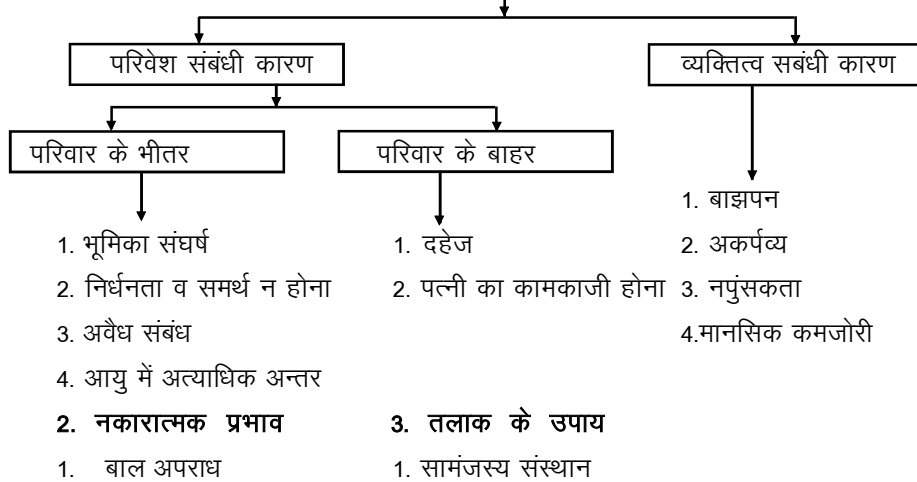 परिवेश संबंधी कारण
व्यक्तित्व सबंधी कारण
परिवार के भीतर
परिवार के बाहर
1. भूमिका संघर्ष
2. निर्धनता व समर्थ न होना
3. अवैध संबंध
4. आयु में अत्याधिक अन्तर
1. दहेज
2. पत्नी का कामकाजी होना
1. बाझपन
2. अकर्पव्य
3. नपुंसकता
4.मानसिक कमजोरी
2. नकारात्मक प्रभाव
1. बाल अपराध
3. तलाक के उपाय
1. सामंजस्य संस्थान